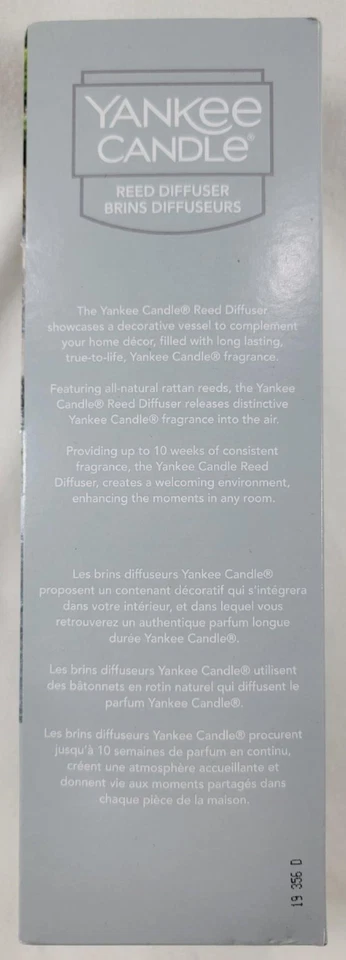 YANKEE
CANDLE®
REED DIFFUSER
BRINS DIFFUSEURS
The Yankee Candle® Reed Diffuser
showcases a decorative vessel to complement
your home décor, filled with long lasting,
true-to-life, Yankee Candle® fragrance.
Featuring all-natural rattan reeds, the Yankee
Candle® Reed Diffuser releases distinctive
Yankee Candle® fragrance into the air.
Providing up to 10 weeks of consistent
fragrance, the Yankee Candle Reed
Diffuser, creates a welcoming environment,
enhancing the moments in any room.
Les brins diffuseurs Yankee Candle®
proposent un contenant décoratif qui s'intégrera
dans votre intérieur, et dans lequel vous
retrouverez un authentique parfum longue
durée Yankee Candle®.
Les brins diffuseurs Yankee Candle® utilisent
des bâtonnets en rotin naturel qui diffusent le
parfum Yankee Candle®.
Les brins diffuseurs Yankee Candle® procurent
jusqu'à 10 semaines de parfum en continu,
créent une atmosphère accueillante et
donnent vie aux moments partagés dans
chaque pièce de la maison.
19 356 D